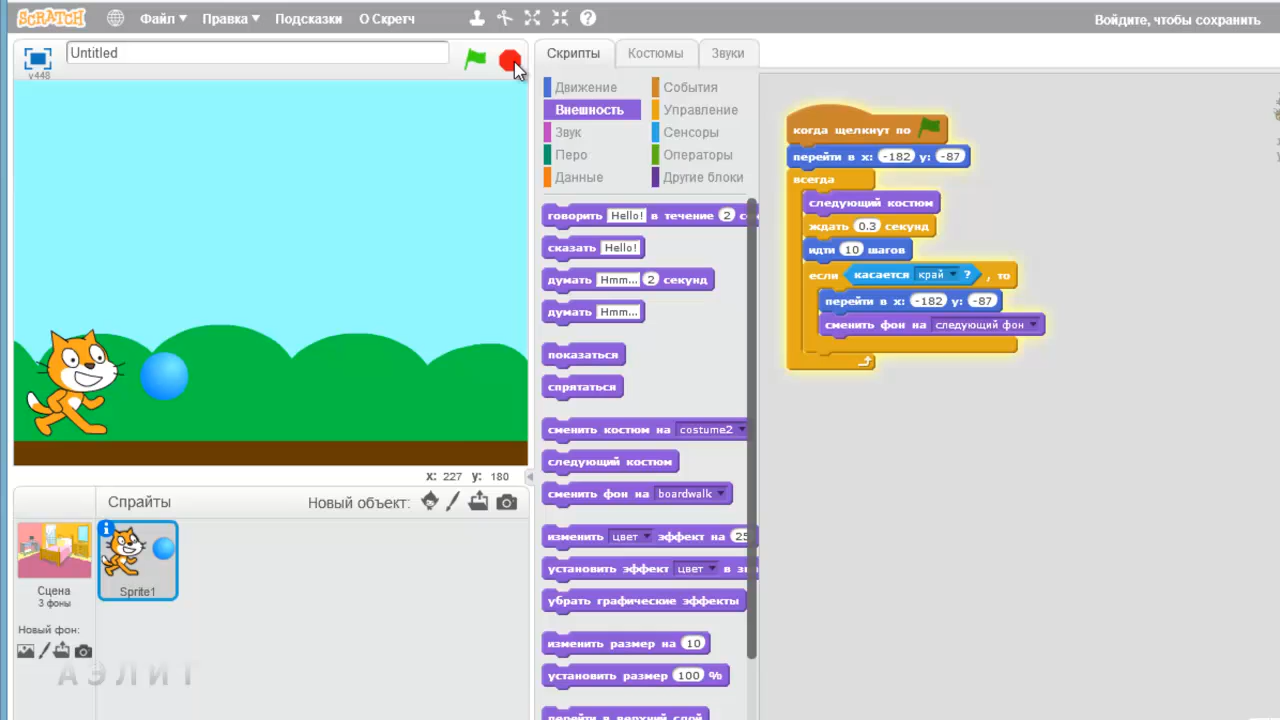 SCRATCH Файл Правка Подсказки О Скретч Войдите, чтобы сохранить
v448
Untitled
x: 227 y: 180
Спрайты Новый объект:
Сцена
3 фоны
Новый фон:
Sprite1
АЭЛИТ
Скрипты Костюмы Звуки
Движение События
Внешность Управление
Звук Сенсоры
Перо Операторы
Данные Другие блоки
говорить Hello! в течение 2
сказать Hello!
думать Hmm... 2 секунд
думать Hmm...
показаться
спрятаться
сменить костюм на costume2
следующий костюм
сменить фон на boardwalk
изменить цвет эффект на 25
установить эффект цвет в
убрать графические эффекты
изменить размер на 10
установить размер 100 %
перейти в верхний слой
когда щелкнут по
перейти в x: -182 y: -87
всегда
следующий костюм
ждать 0.3 секунд
идти 10 шагов
если касается край ? , то
перейти в x: -182 y: -87
сменить фон на следующий фон